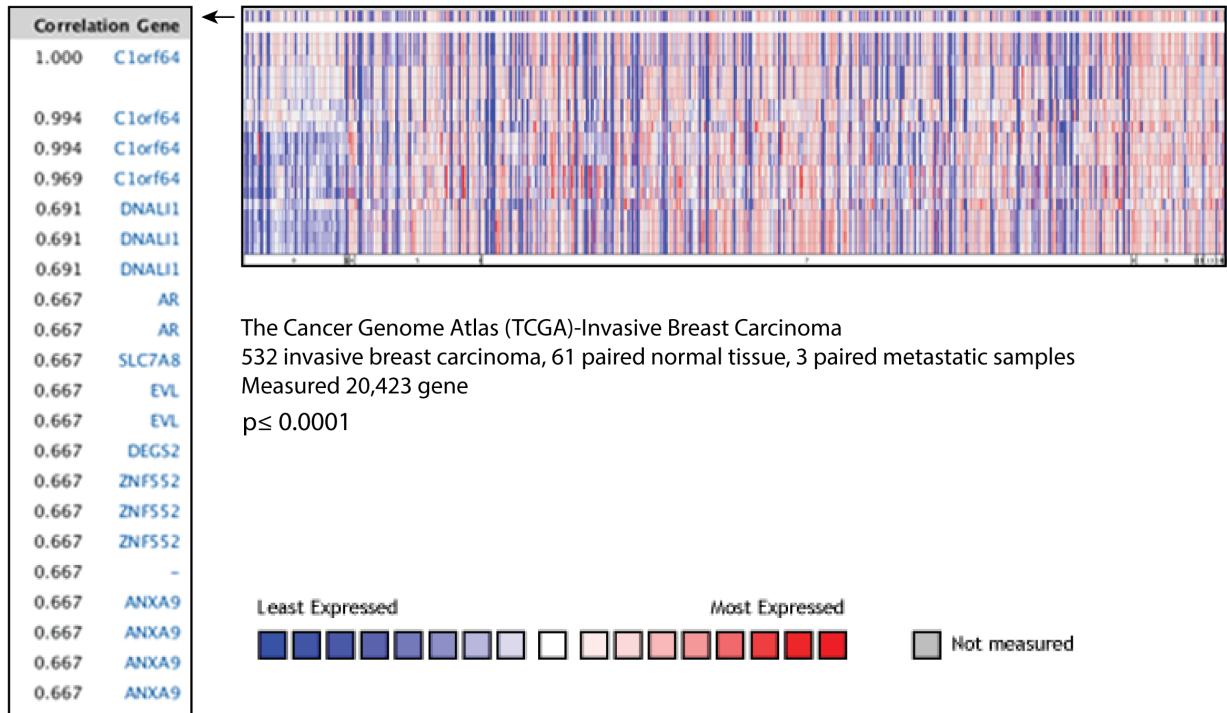 Correlation Gene
1.000 C1orf64
0.994 C1orf64
0.994 C1orf64
0.969 C1orf64
0.691 DNALI1
0.691 DNALI1
0.691 DNALI1
0.667 AR
0.667 AR
0.667 SLC7A8
0.667 EVL
0.667 EVL
0.667 DEGS2
0.667 ZNF552
0.667 ZNF552
0.667 ZNF552
0.667 –
0.667 ANXA9
0.667 ANXA9
0.667 ANXA9
0.667 ANXA9
The Cancer Genome Atlas (TCGA)-Invasive Breast Carcinoma
532 invasive breast carcinoma, 61 paired normal tissue, 3 paired metastatic samples
Measured 20,423 gene
p≤ 0.0001
Least Expressed Most Expressed
Not measured